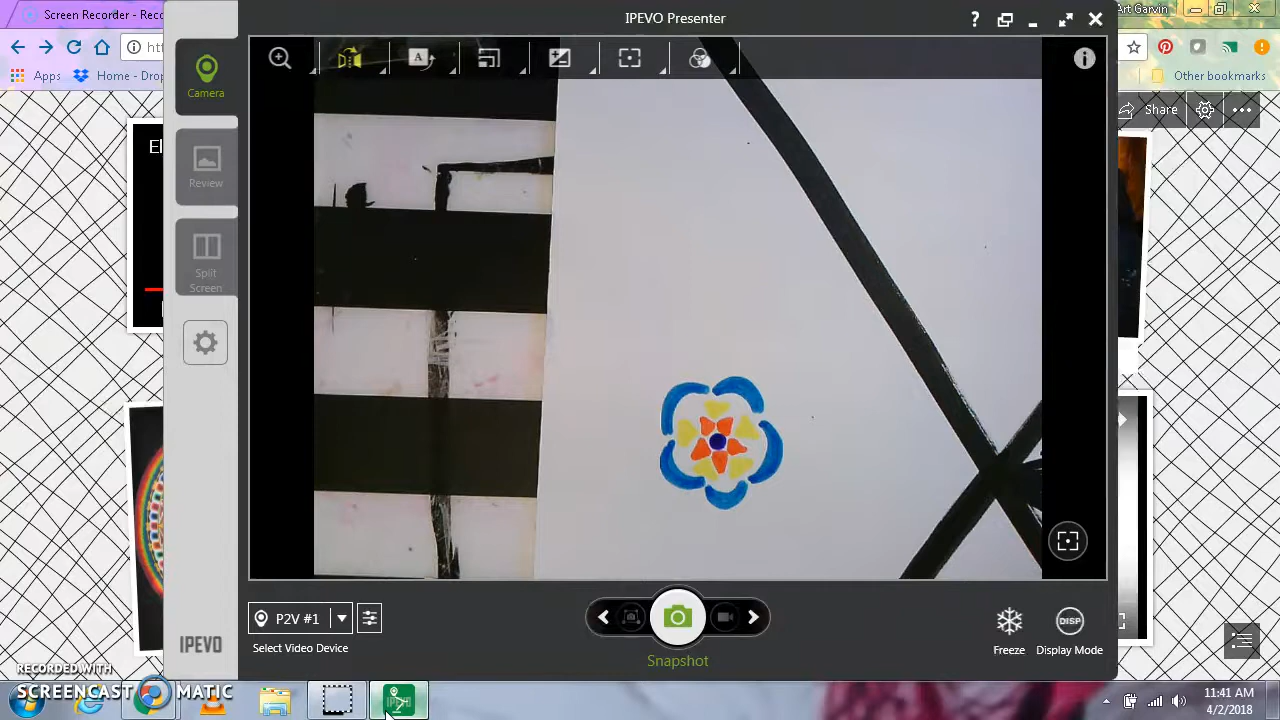 Screen Recorder - Rec
IPEVO Presenter
?
Art Garvin
Apps
Home - Drop
Other bookmarks
Camera
A
Share
El
Review
Split
Screen
P2V #1
DISP
IPEVO
Select Video Device
Snapshot
Freeze
Display Mode
RECORDED WITH
SCREENCAST
MATIC
11:41 AM
4/2/2018